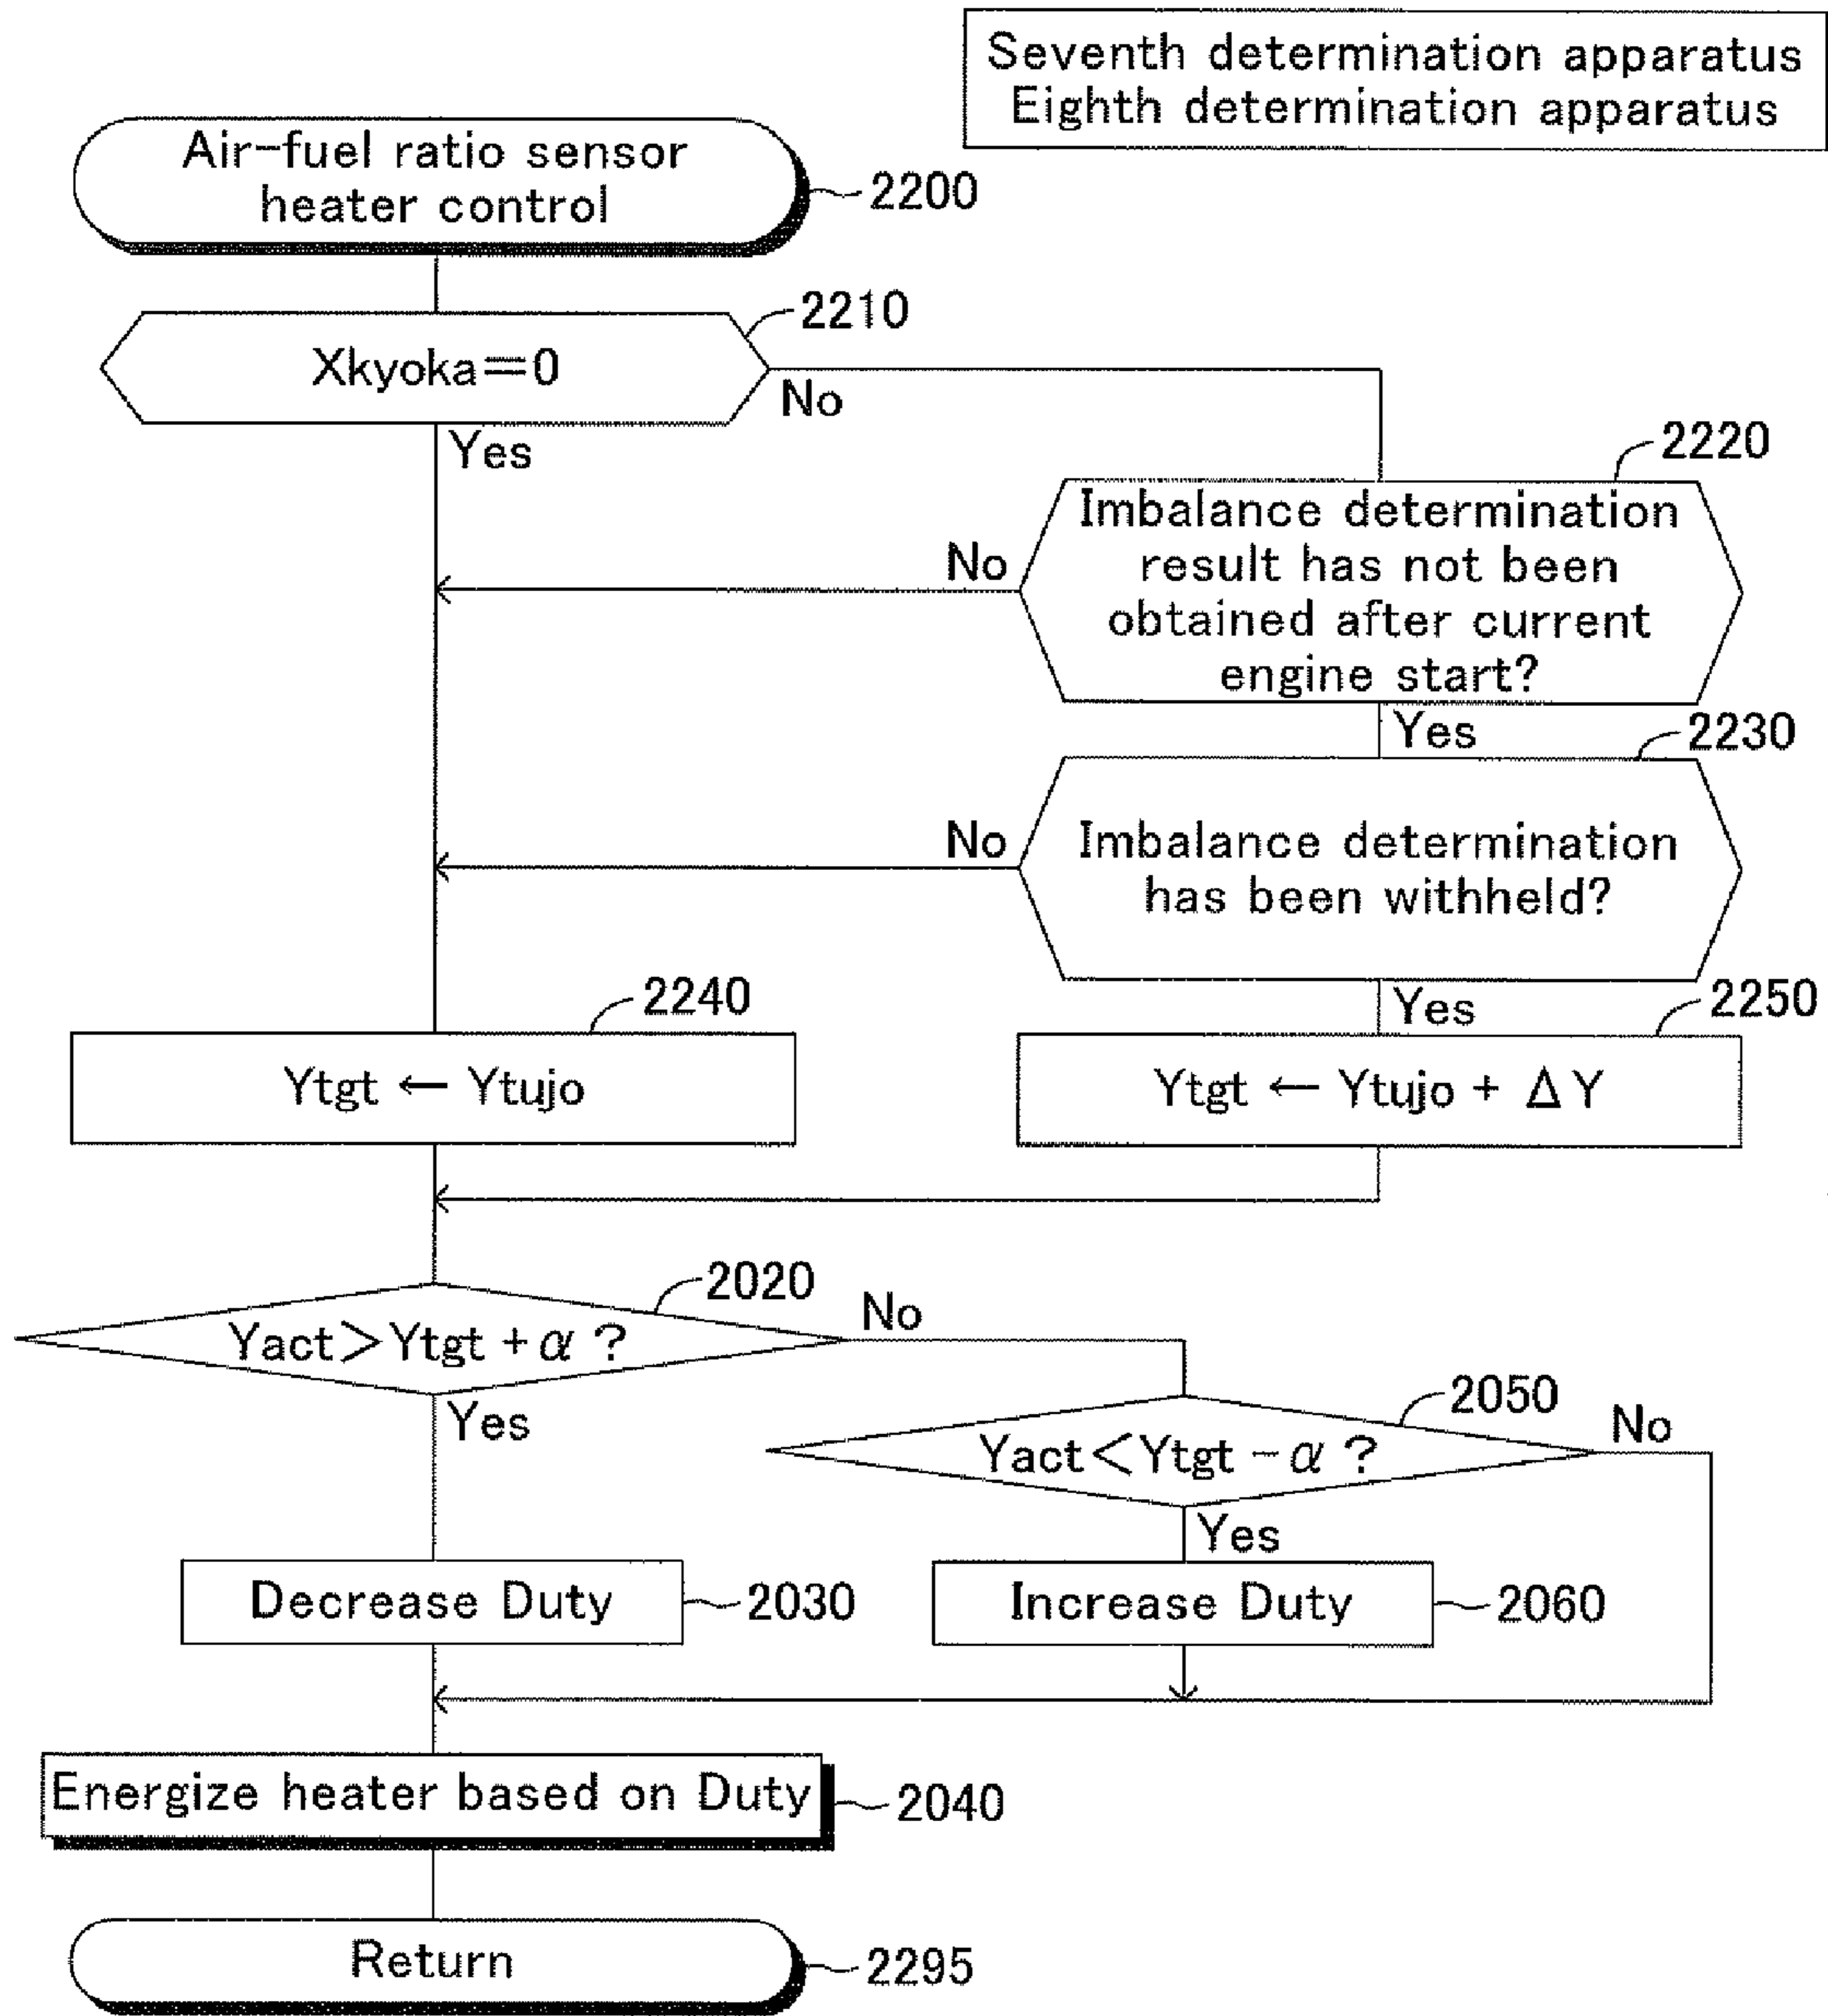 Seventh determination apparatus
Eighth determination apparatus
Air-fuel ratio sensor
heater control
2200
2210
Xkyoka=0
No
Yes
2220
Imbalance determination
result has not been
obtained after current
engine start?
No
Yes
2230
Imbalance determination
has been withheld?
No
Yes
2240
Ytgt ← Ytujo
2250
Ytgt ← Ytujo + ΔY
2020
Yact>Ytgt+α ?
No
Yes
2050
Yact<Ytgt-α ?
No
Yes
Decrease Duty
2030
Increase Duty
2060
Energize heater based on Duty
2040
Return
2295